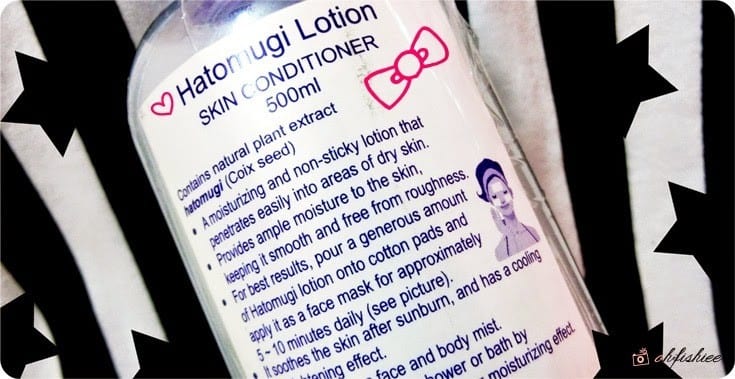 Hatomugi Lotion
SKIN CONDITIONER
500ml
Contains natural plant extract
hatomugi (Coix seed)
• A moisturizing and non-sticky lotion that
penetrates easily into areas of dry skin.
• Provides ample moisture to the skin,
keeping it smooth and free from roughness.
• For best results, pour a generous amount
of Hatomugi lotion onto cotton pads and
apply it as a face mask for approximately
5 - 10 minutes daily (see picture).
• It soothes the skin after sunburn, and has a cooling
effect.
face and body mist.
shower or bath by
moisturizing effect.
ohfishiee